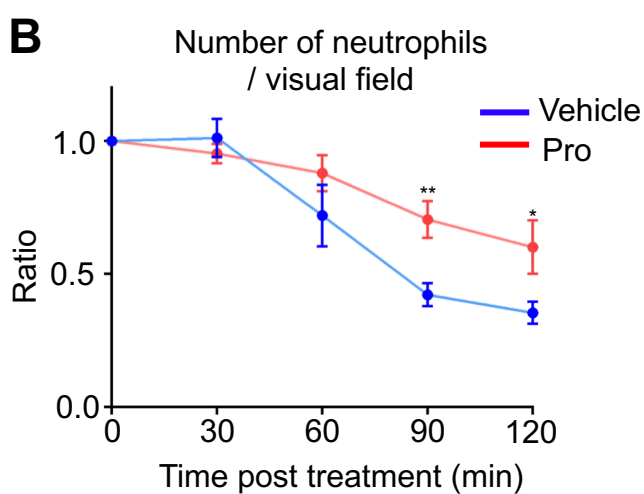 B
Number of neutrophils
/ visual field
Vehicle
Pro
1.0
0.5
0.0
Ratio
**
*
0 30 60 90 120
Time post treatment (min)